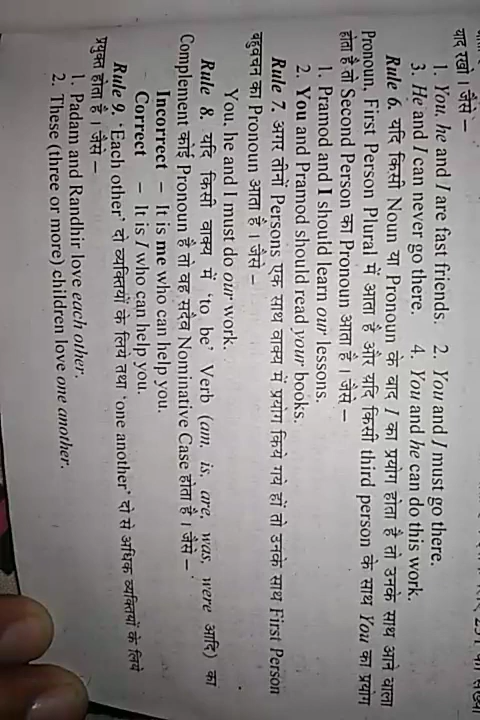 याद रखो । जैसे –
1. You, he and I are fast friends. 2. You and I must go there.
3. He and I can never go there. 4. You and he can do this work.
Rule 6. यदि किसी Noun या Pronoun के बाद I का प्रयोग होता है तो उनके साथ आने वाला
Pronoun, First Person Plural में आता है और यदि किसी third person के साथ You का प्रयोग
होता है तो Second Person का Pronoun आता है । जैसे –
1. Pramod and I should learn our lessons.
2. You and Pramod should read your books.
Rule 7. अगर तीनों Persons एक साथ वाक्य में प्रयोग किये गये हों तो उनके साथ First Person
बहुवचन का Pronoun आता है । जैसे –
You, he and I must do our work.
Rule 8. यदि किसी वाक्य में 'to be' Verb (am, is, are, was, were आदि) का
Complement कोई Pronoun है तो वह सदैव Nominative Case होता है । जैसे –
Incorrect – It is me who can help you.
Correct – It is I who can help you.
Rule 9. 'Each other' दो व्यक्तियों के लिये तथा 'one another' दो से अधिक व्यक्तियों के लिये
प्रयुक्त होता है । जैसे –
1. Padam and Randhir love each other.
2. These (three or more) children love one another.